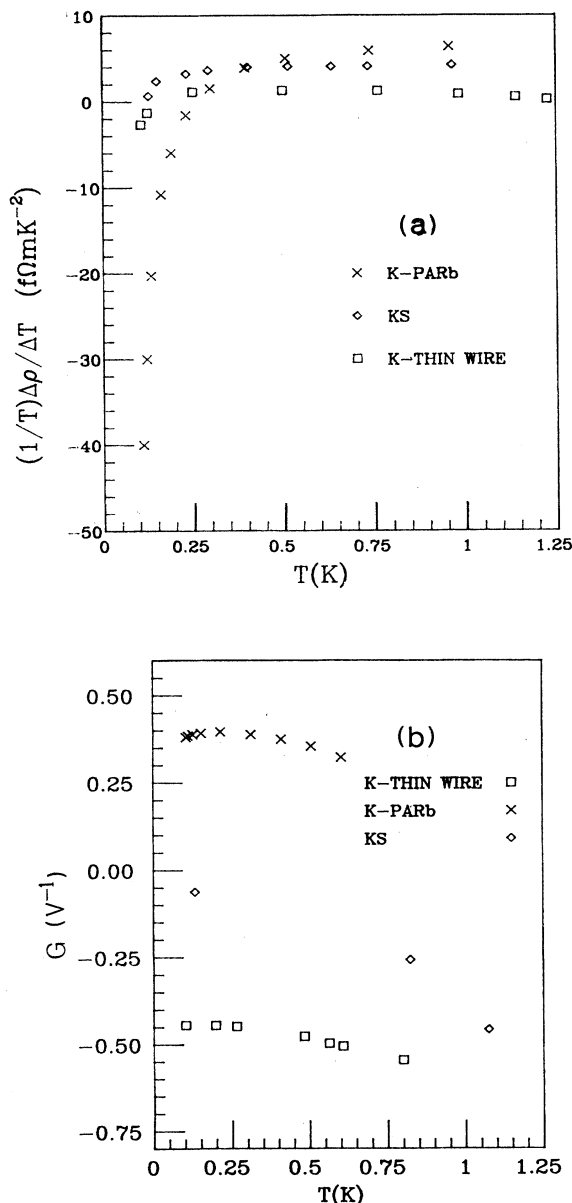 10
0
-10
-20
-30
-40
-50
(1/T)Δρ/ΔT (fΩmK⁻²)
(a)
× K-PARb
◇ KS
□ K-THIN WIRE
0 0.25 0.5 0.75 1 1.25
T(K)
0.50
0.25
0.00
-0.25
-0.50
-0.75
G (V⁻¹)
(b)
K-THIN WIRE □
K-PARb ×
KS ◇
0 0.25 0.50 0.75 1.00 1.25
T(K)